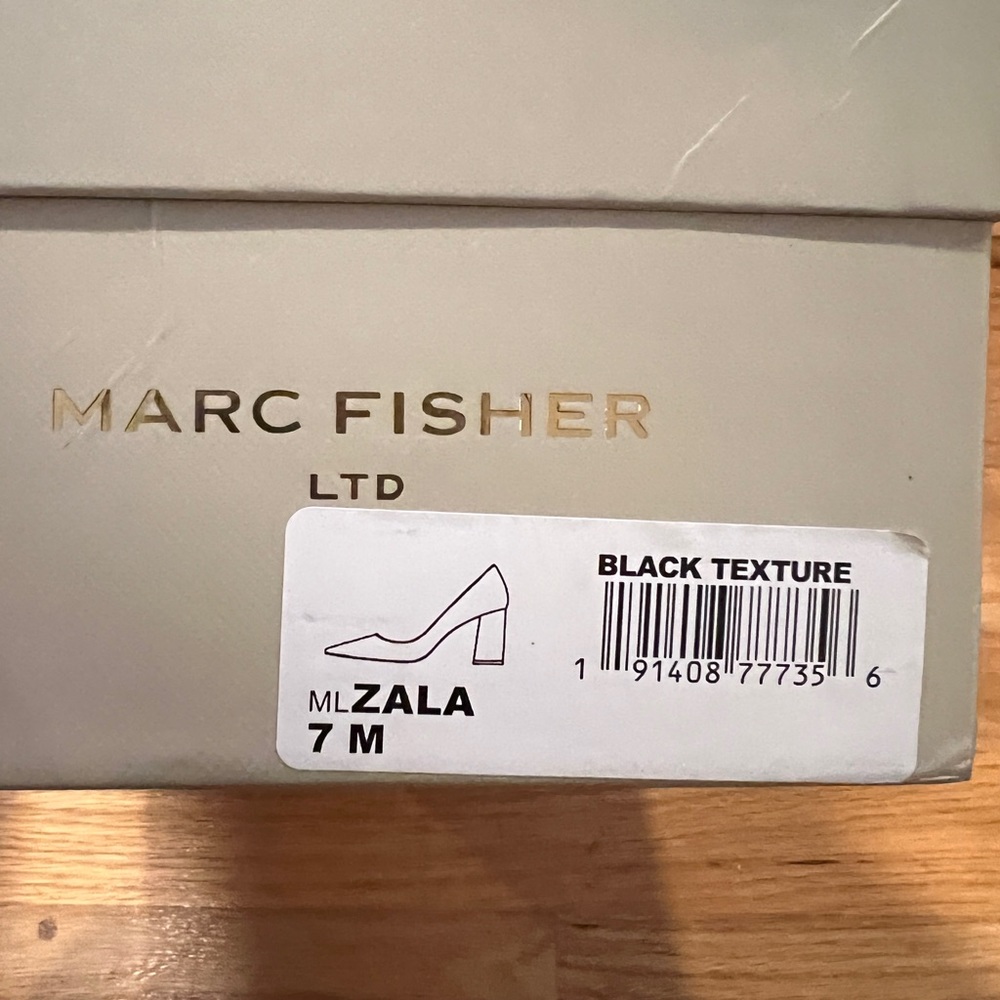 MARC FISHER
LTD
BLACK TEXTURE
1 91408 77735 6
MLZALA
7 M